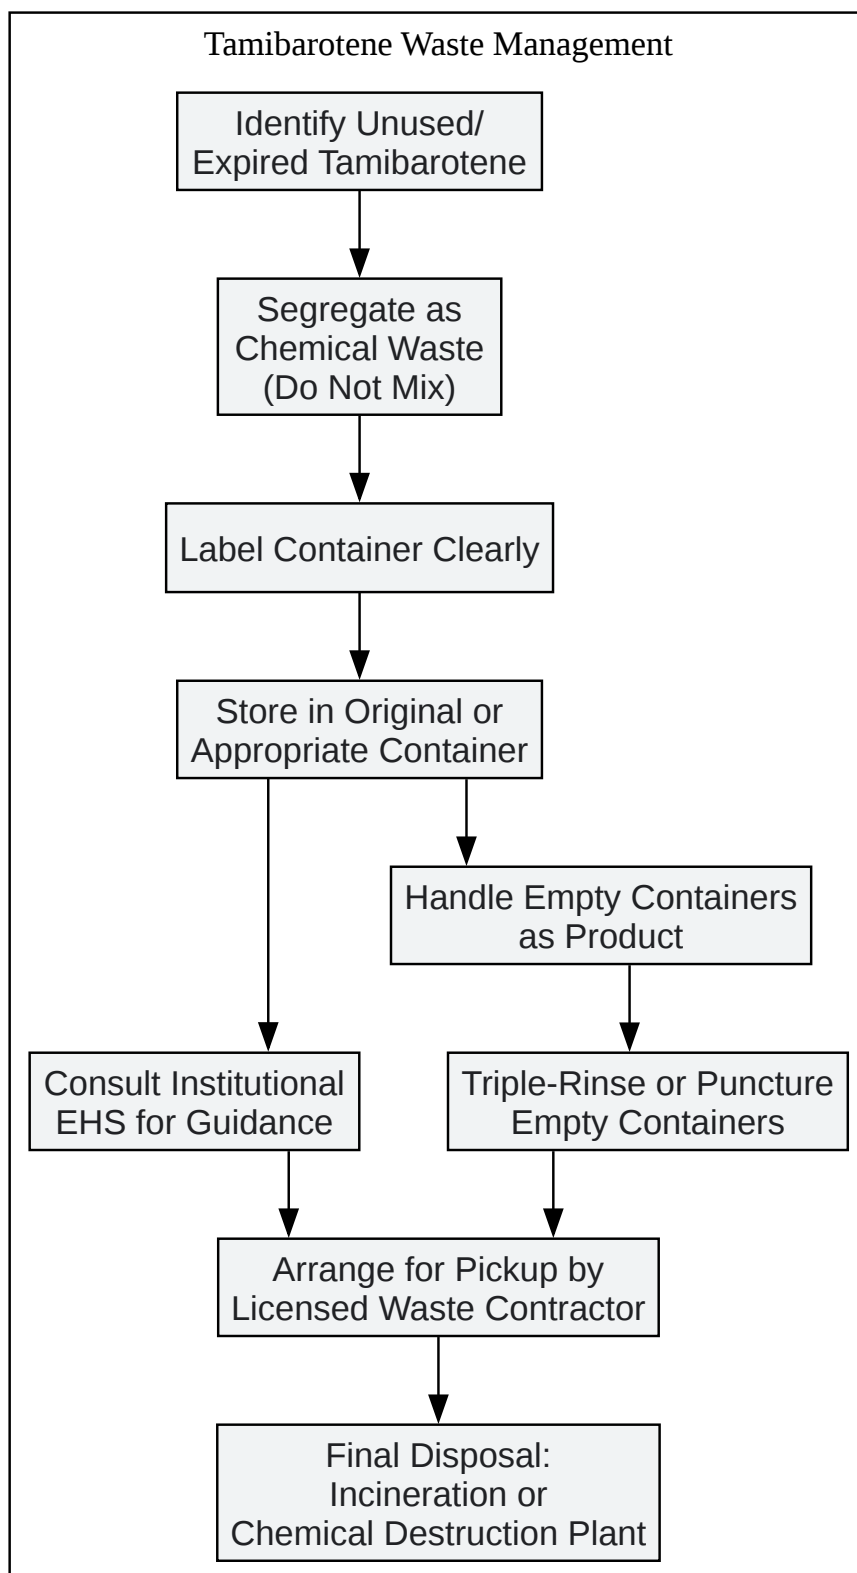 Tamibarotene Waste Management
Identify Unused/
Expired Tamibarotene
Segregate as
Chemical Waste
(Do Not Mix)
Label Container Clearly
Store in Original or
Appropriate Container
Handle Empty Containers
as Product
Consult Institutional
EHS for Guidance
Triple-Rinse or Puncture
Empty Containers
Arrange for Pickup by
Licensed Waste Contractor
Final Disposal:
Incineration or
Chemical Destruction Plant